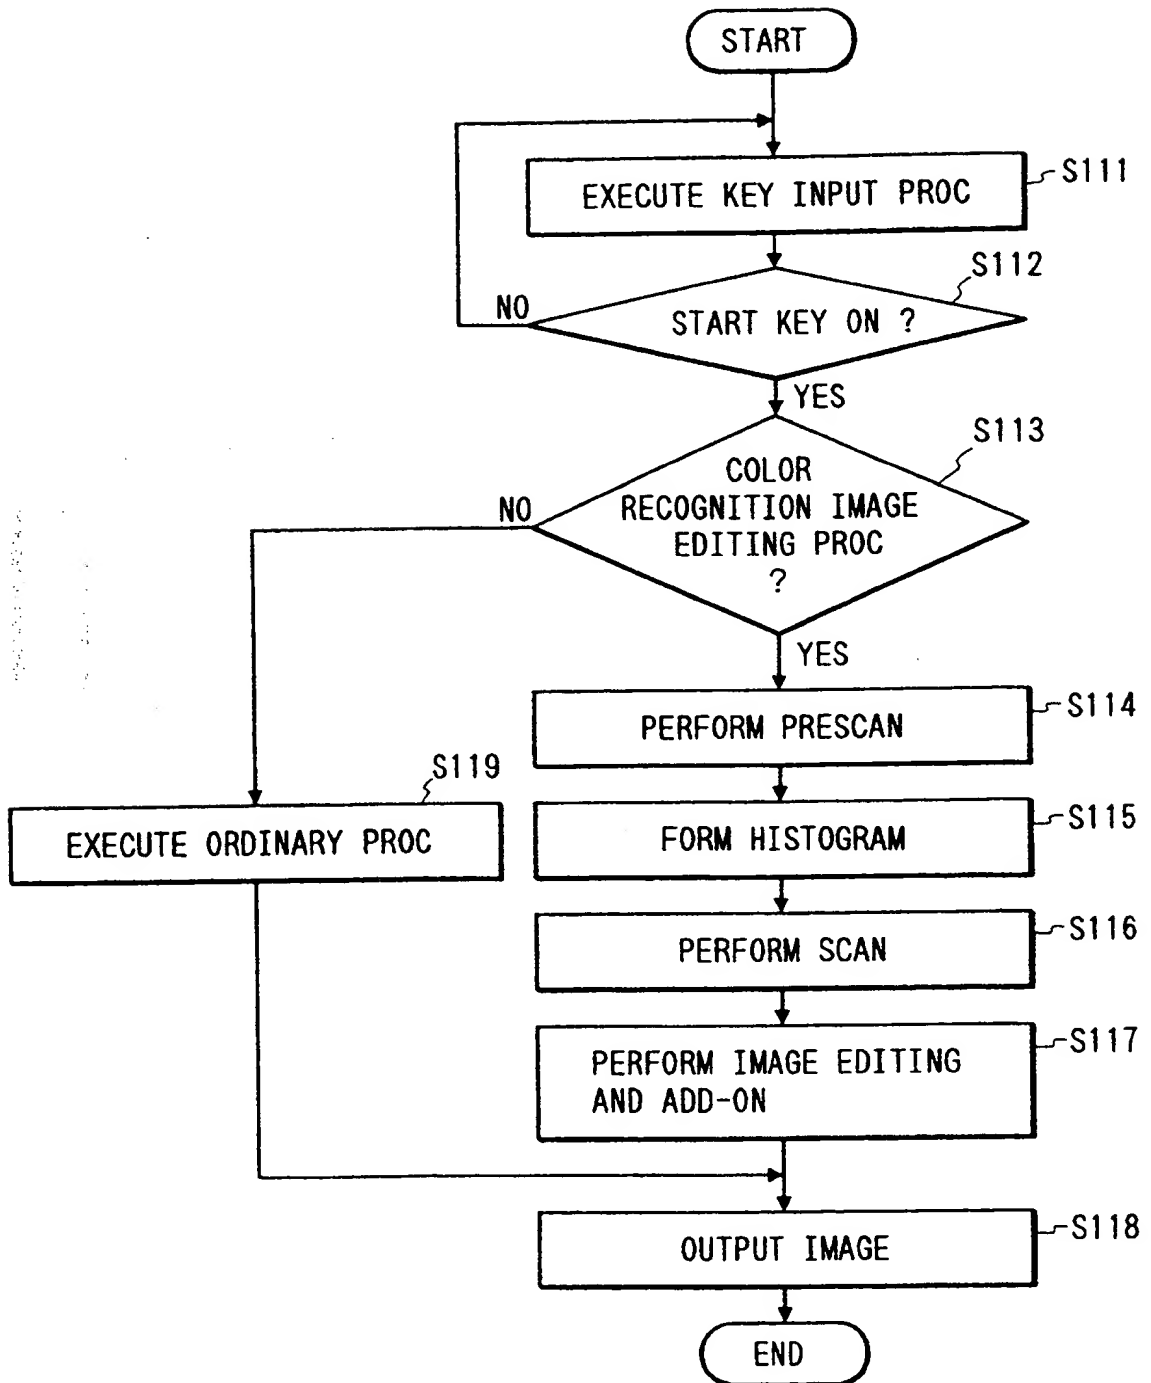 START
EXECUTE KEY INPUT PROC
S111
S112
START KEY ON ?
NO
YES
S113
COLOR
RECOGNITION IMAGE
EDITING PROC
?
NO
YES
PERFORM PRESCAN
S114
S119
EXECUTE ORDINARY PROC
FORM HISTOGRAM
S115
PERFORM SCAN
S116
PERFORM IMAGE EDITING
AND ADD-ON
S117
OUTPUT IMAGE
S118
END